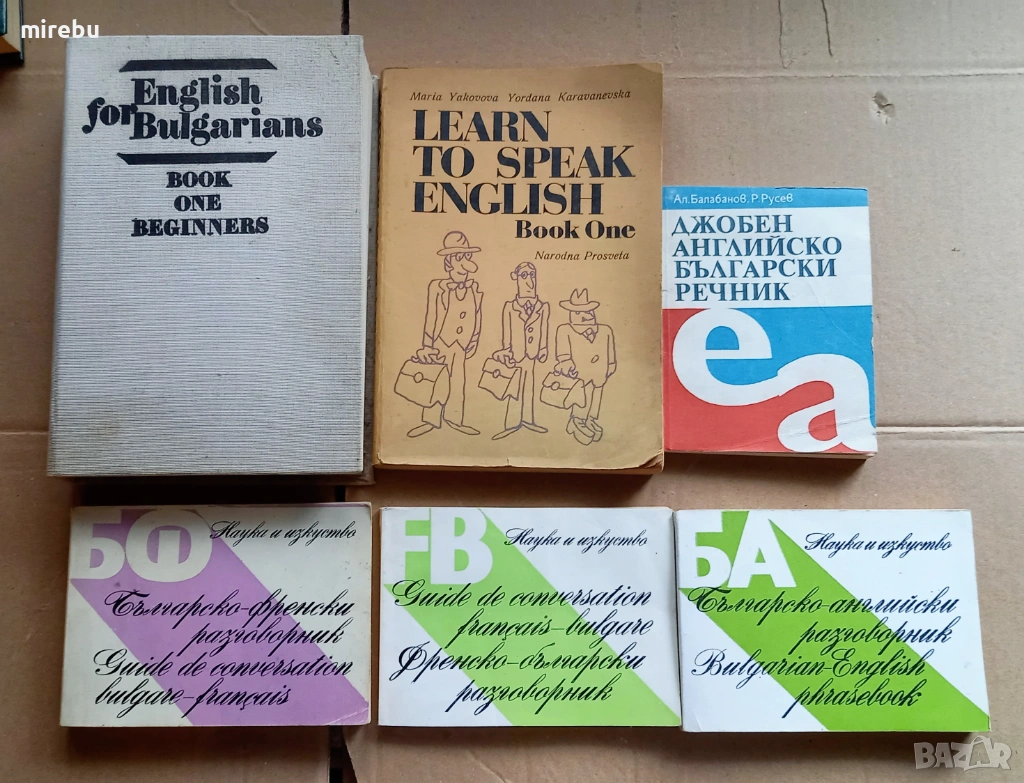 mirebu
English
for
Bulgarians
BOOK
ONE
BEGINNERS
Maria Yakovova Yordana Karavanevska
LEARN
TO SPEAK
ENGLISH
Book One
Narodna Prosveta
Ал.Балабанов, Р.Русев
ДЖОБЕН
АНГЛИЙСКО
БЪЛГАРСКИ
РЕЧНИК
еа
БФ
Наука и изкуство
Българско-френски
разговорник
Guide de conversation
bulgare-français
FB
Наука и изкуство
Guide de conversation
français-bulgare
Френско-български
разговорник
БА
Наука и изкуство
Българско-английски
разговорник
Bulgarian-English
phrasebook
BAZAR